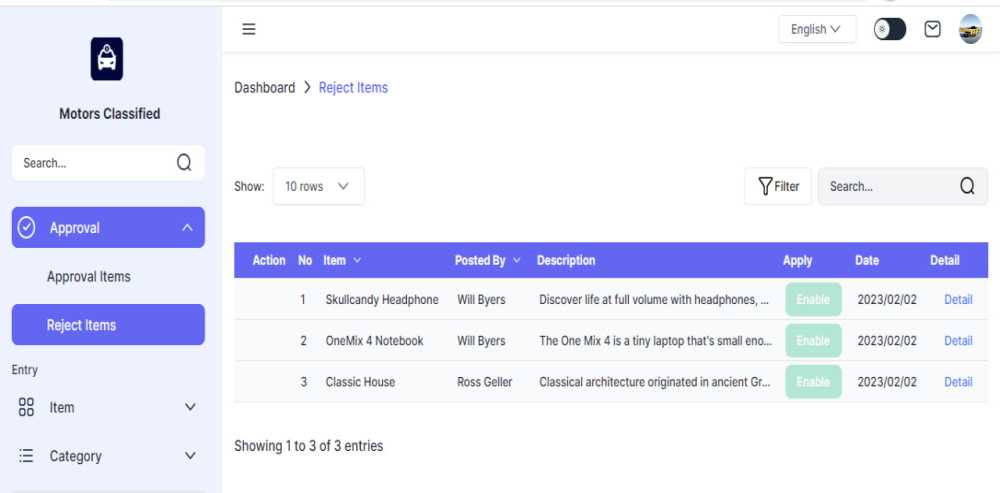 English
Motors Classified
Search...
Approval
Approval Items
Reject Items
Entry
Item
Category
Dashboard > Reject Items
Show: 10 rows Filter Search...
Action No Item Posted By Description Apply Date Detail
1 Skullcandy Headphone Will Byers Discover life at full volume with headphones, ... Enable 2023/02/02 Detail
2 OneMix 4 Notebook Will Byers The One Mix 4 is a tiny laptop that's small eno... Enable 2023/02/02 Detail
3 Classic House Ross Geller Classical architecture originated in ancient Gr... Enable 2023/02/02 Detail
Showing 1 to 3 of 3 entries